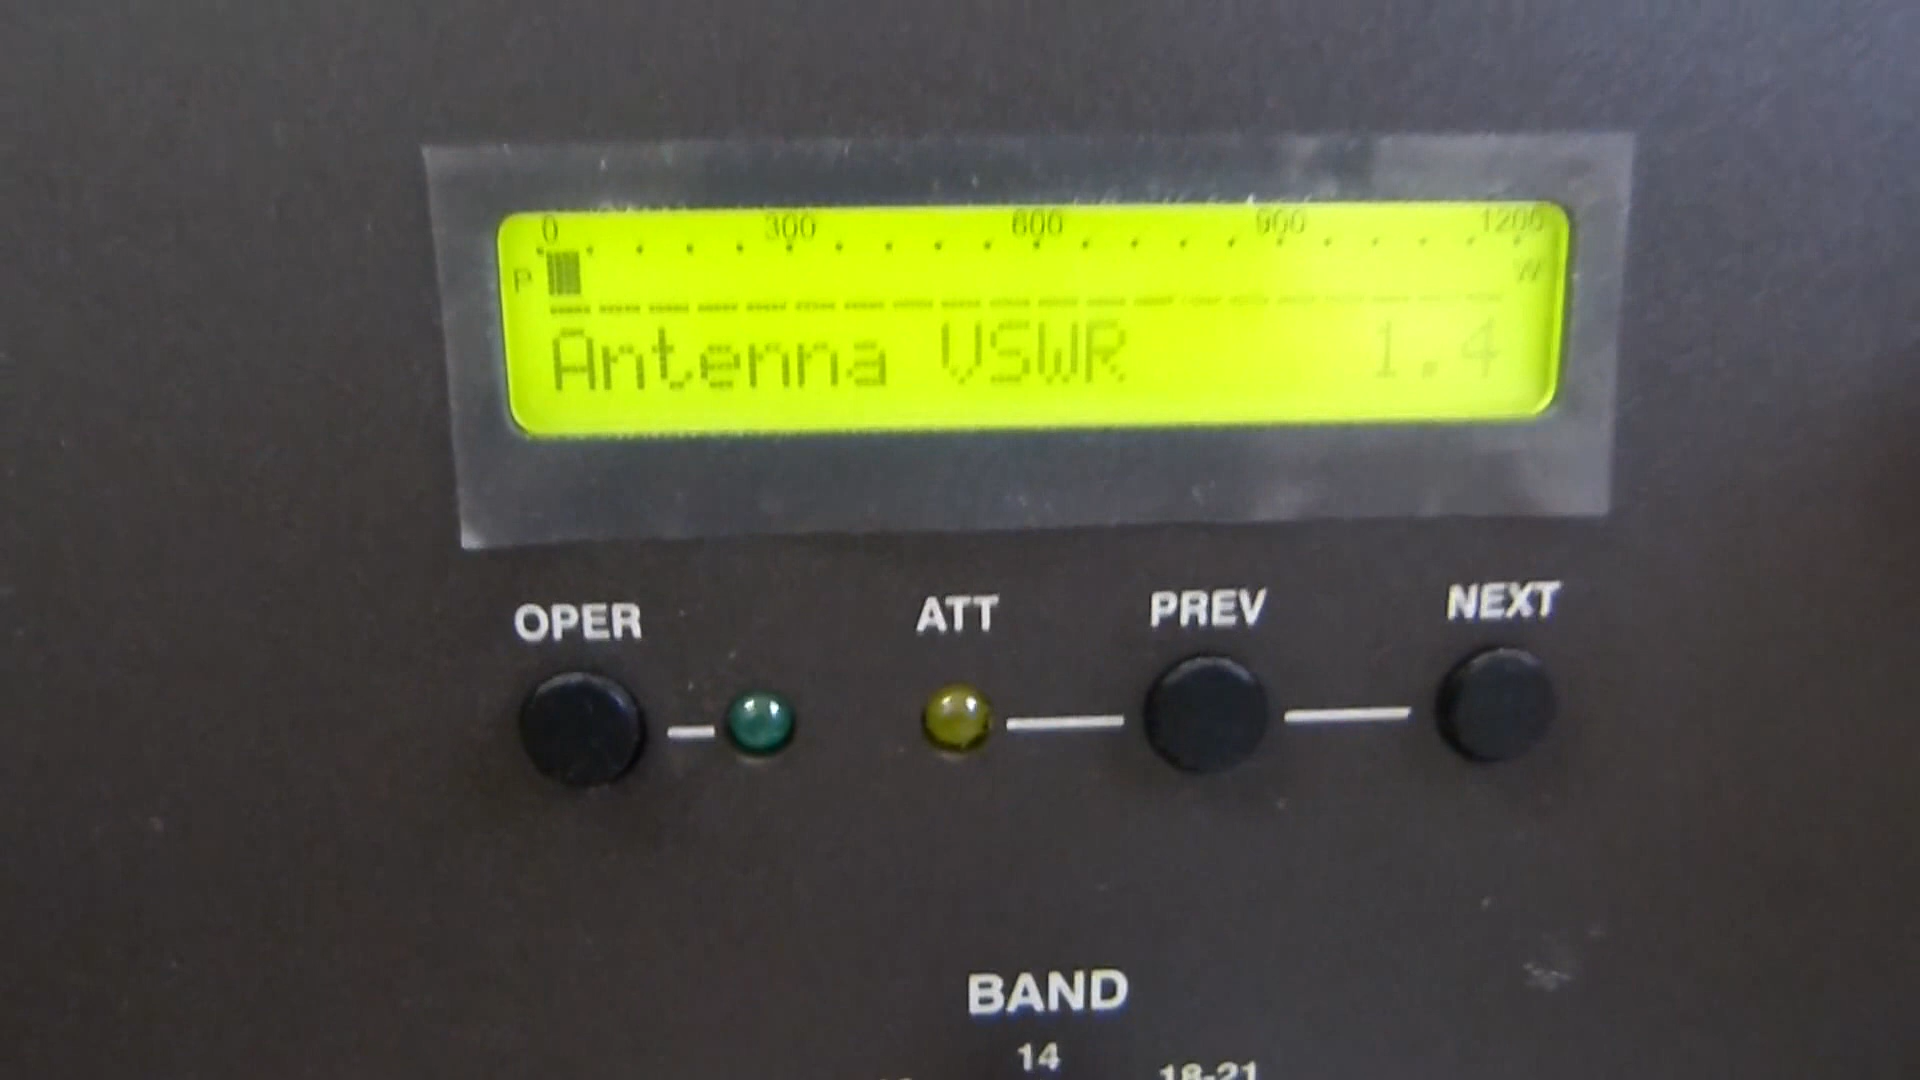 0 300 600 900 1200
P W
Antenna VSWR 1.4
OPER ATT PREV NEXT
BAND
14
18-21